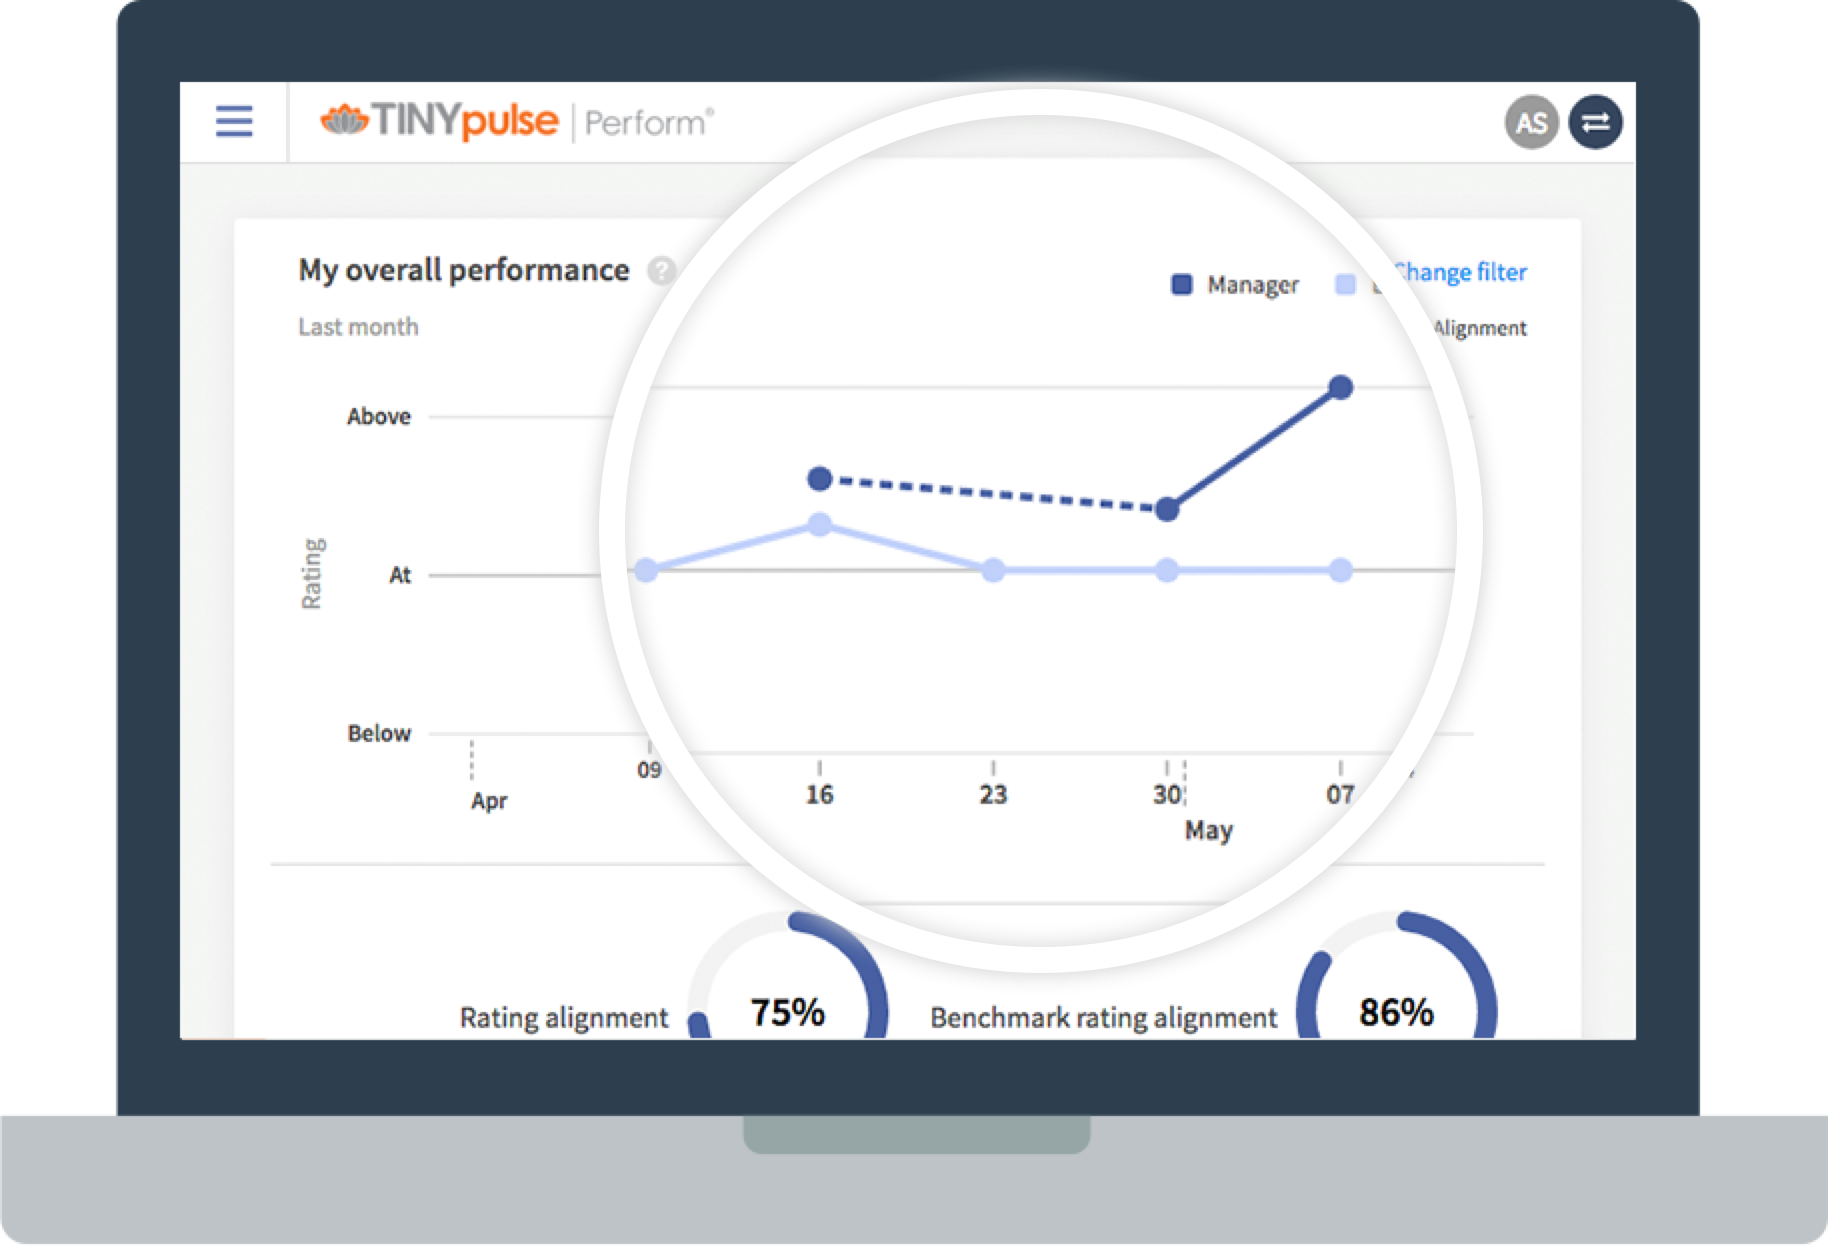 TINYpulse | Perform®
AS
My overall performance ?
Manager
Change filter
Last month
Alignment
Above
Rating
At
Below
09
16
23
30
07
Apr
May
Rating alignment
75%
Benchmark rating alignment
86%